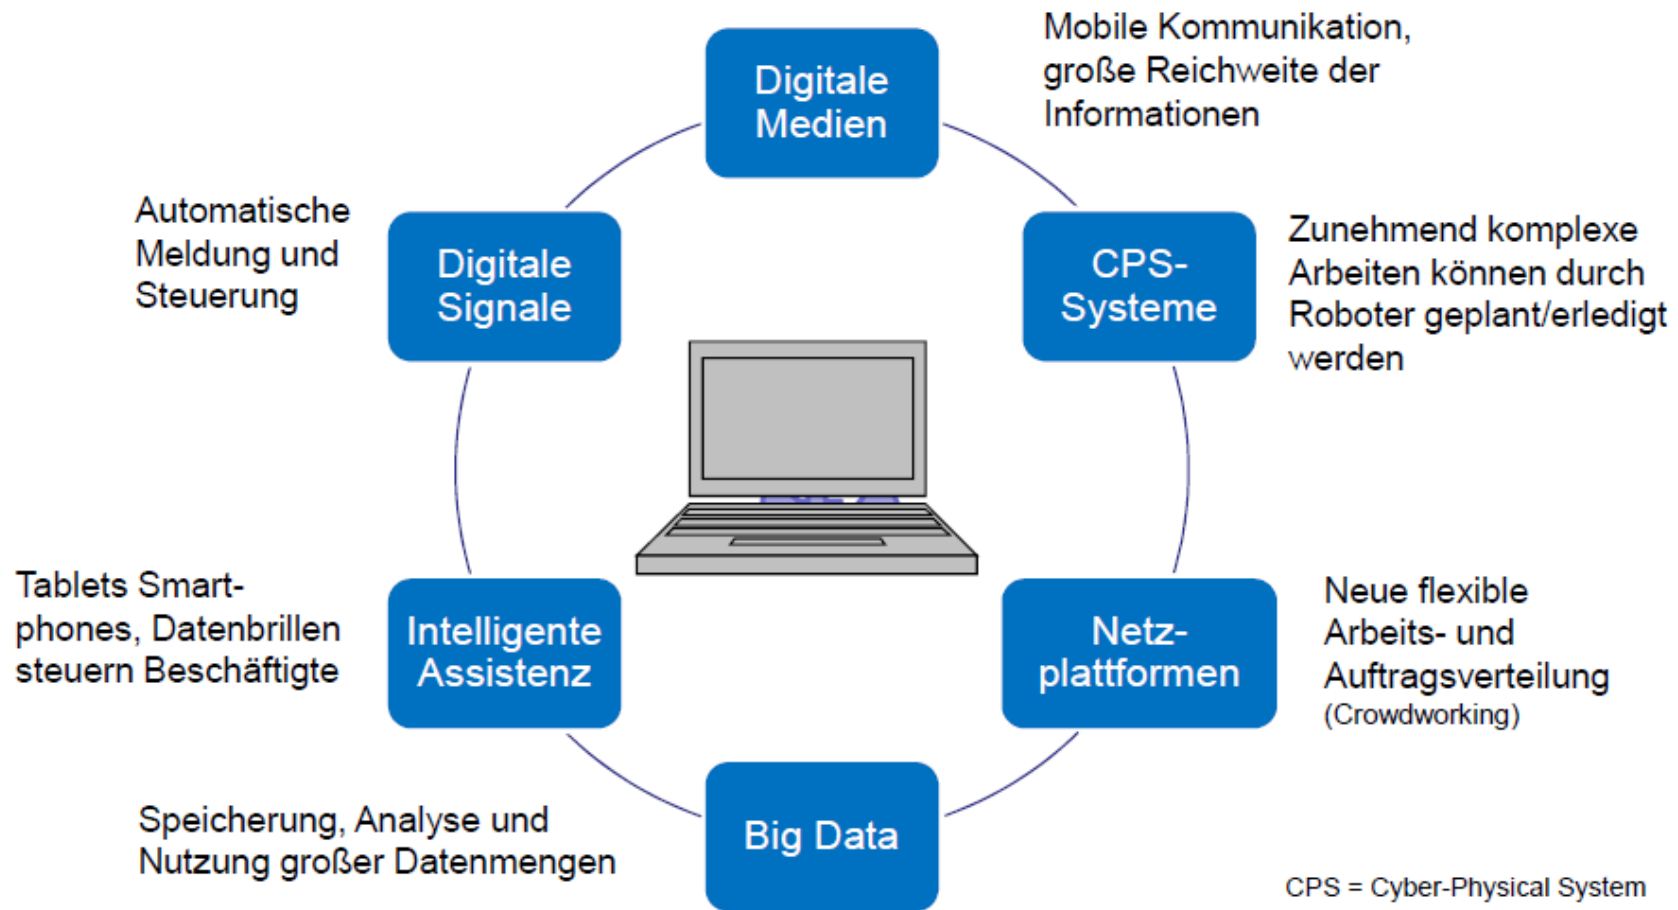 Digitale
Medien
Mobile Kommunikation,
große Reichweite der
Informationen
CPS-
Systeme
Zunehmend komplexe
Arbeiten können durch
Roboter geplant/erledigt
werden
Netz-
plattformen
Neue flexible
Arbeits- und
Auftragsverteilung
(Crowdworking)
Big Data
Speicherung, Analyse und
Nutzung großer Datenmengen
Intelligente
Assistenz
Tablets Smart-
phones, Datenbrillen
steuern Beschäftigte
Digitale
Signale
Automatische
Meldung und
Steuerung
CPS = Cyber-Physical System